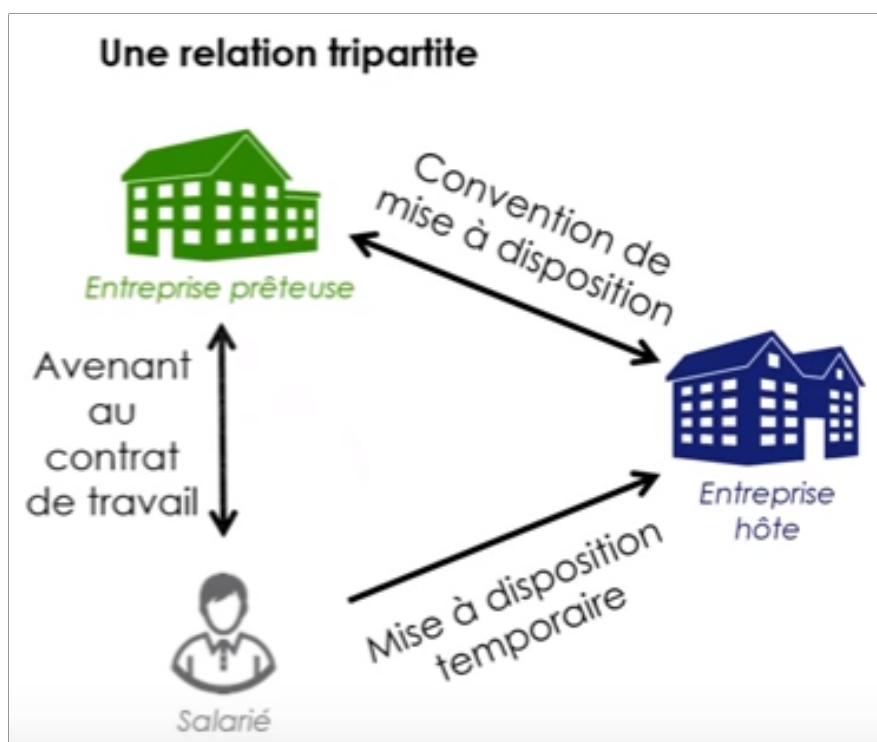 Une relation tripartite
Convention de
mise à disposition
Entreprise prêteuse
Avenant
au
contrat
de travail
Entreprise
hôte
Mise à disposition
temporaire
Salarié